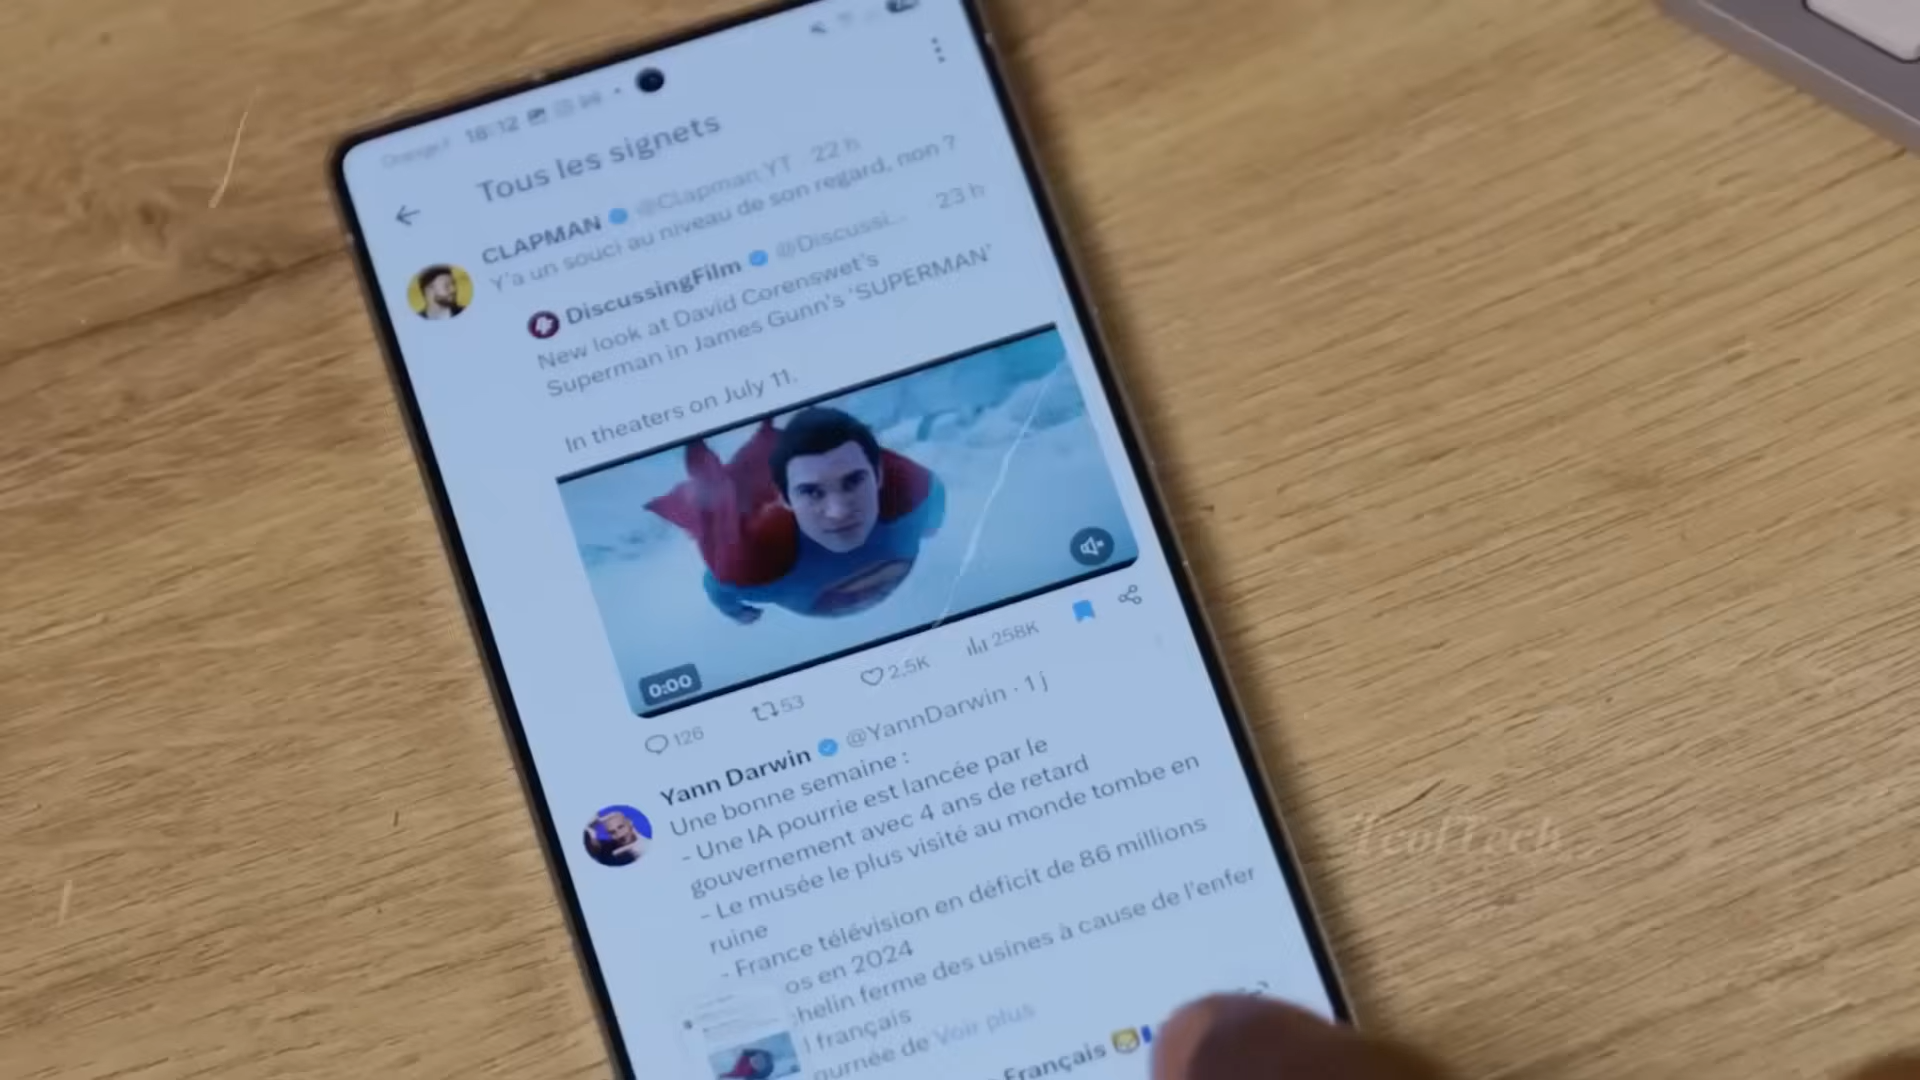 Orange F 18:12
Tous les signets
CLAPMAN @Clapman YT 22 h
Y'a un souci au niveau de son regard, non ?
DiscussingFilm @Discussi... 23 h
New look at David Corenswet's
Superman in James Gunn's 'SUPERMAN'
In theaters on July 11.
0:00
126 53 2.5K 258K
Yann Darwin @YannDarwin · 1 j
Une bonne semaine :
- Une IA pourrie est lancée par le
gouvernement avec 4 ans de retard
- Le musée le plus visité au monde tombe en
ruine
- France télévision en déficit de 86 millions
os en 2024
helin ferme des usines à cause de l'enfer
l français
ournée de Voir plus
Français